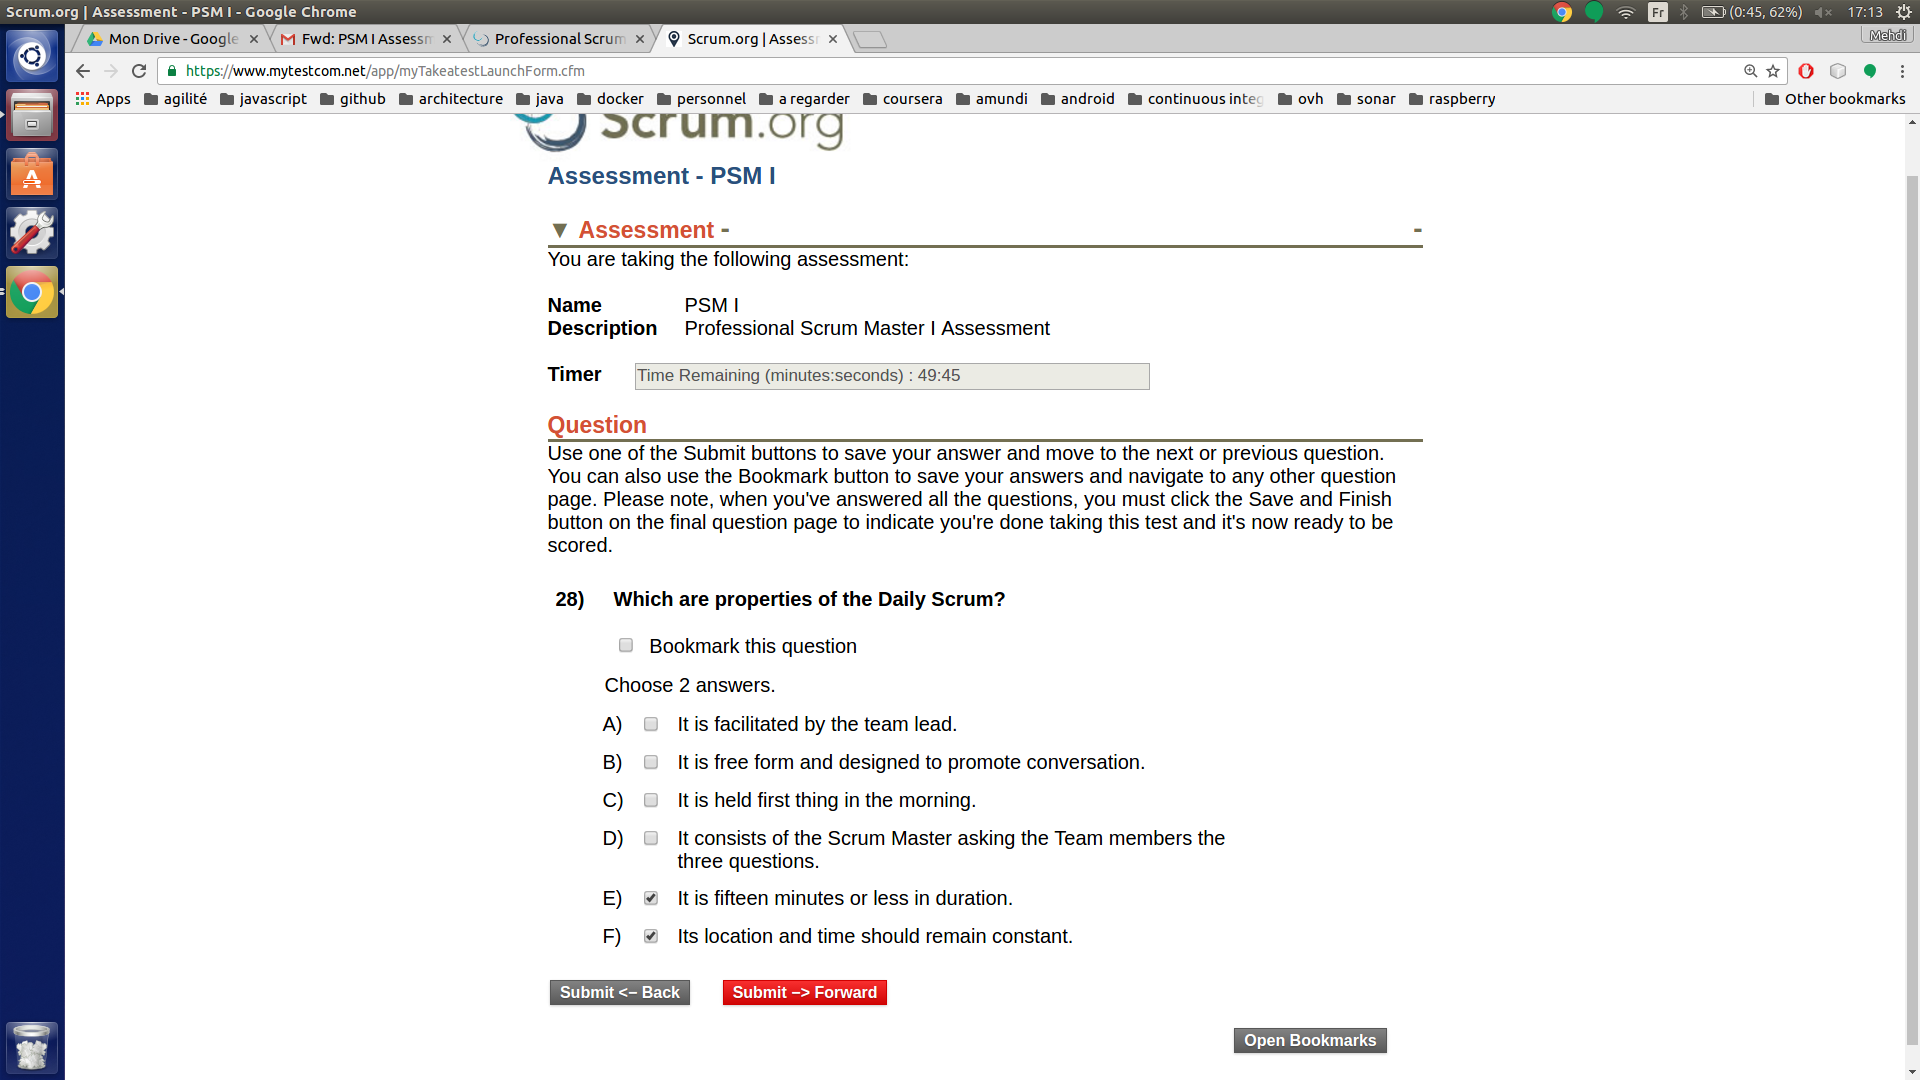 Scrum.org | Assessment - PSM I - Google Chrome
Fr
(0:45, 62%)
17:13
Mon Drive - Google
Fwd: PSM I Assessm
Professional Scrum
Scrum.org | Assess
Mehdi
https://www.mytestcom.net/app/myTakeatestLaunchForm.cfm
Apps
agilité
javascript
github
architecture
java
docker
personnel
a regarder
coursera
amundi
android
continuous integ
ovh
sonar
raspberry
Other bookmarks
Scrum.org
Assessment - PSM I
▼ Assessment -
-
You are taking the following assessment:
Name PSM I
Description Professional Scrum Master I Assessment
Timer Time Remaining (minutes:seconds) : 49:45
Question
Use one of the Submit buttons to save your answer and move to the next or previous question.
You can also use the Bookmark button to save your answers and navigate to any other question
page. Please note, when you've answered all the questions, you must click the Save and Finish
button on the final question page to indicate you're done taking this test and it's now ready to be
scored.
28) Which are properties of the Daily Scrum?
Bookmark this question
Choose 2 answers.
A) It is facilitated by the team lead.
B) It is free form and designed to promote conversation.
C) It is held first thing in the morning.
D) It consists of the Scrum Master asking the Team members the
three questions.
E) It is fifteen minutes or less in duration.
F) Its location and time should remain constant.
Submit <– Back
Submit –> Forward
Open Bookmarks